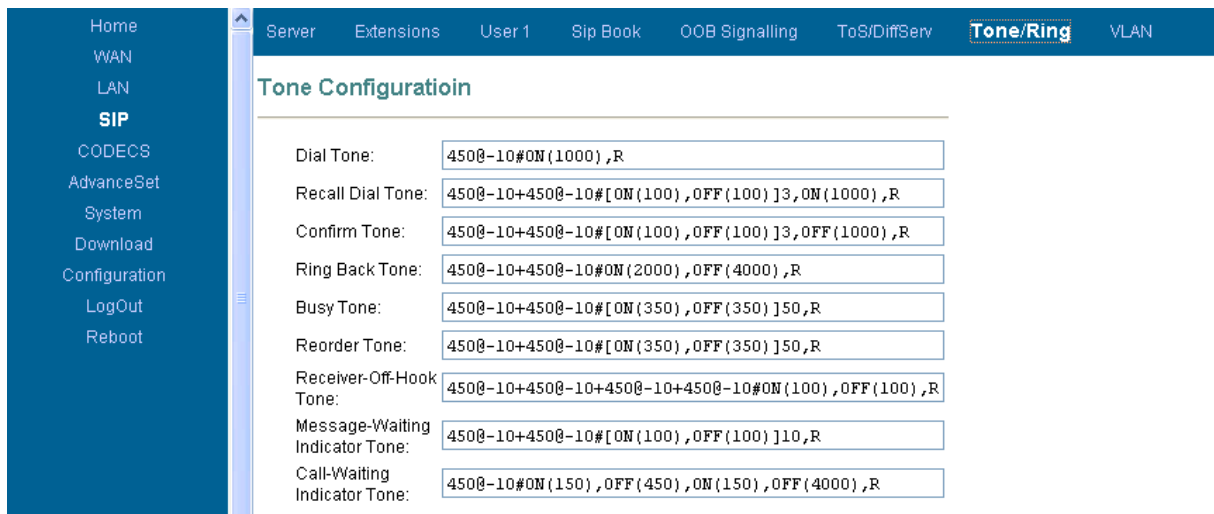 Home
WAN
LAN
SIP
CODECS
AdvanceSet
System
Download
Configuration
LogOut
Reboot
Server Extensions User 1 Sip Book OOB Signalling ToS/DiffServ Tone/Ring VLAN
Tone Configuratioin
Dial Tone: 450@-10#ON(1000),R
Recall Dial Tone: 450@-10+450@-10#[ON(100),OFF(100)]3,ON(1000),R
Confirm Tone: 450@-10+450@-10#[ON(100),OFF(100)]3,OFF(1000),R
Ring Back Tone: 450@-10+450@-10#ON(2000),OFF(4000),R
Busy Tone: 450@-10+450@-10#[ON(350),OFF(350)]50,R
Reorder Tone: 450@-10+450@-10#[ON(350),OFF(350)]50,R
Receiver-Off-Hook
Tone: 450@-10+450@-10+450@-10+450@-10#ON(100),OFF(100),R
Message-Waiting
Indicator Tone: 450@-10+450@-10#[ON(100),OFF(100)]10,R
Call-Waiting
Indicator Tone: 450@-10#ON(150),OFF(450),ON(150),OFF(4000),R